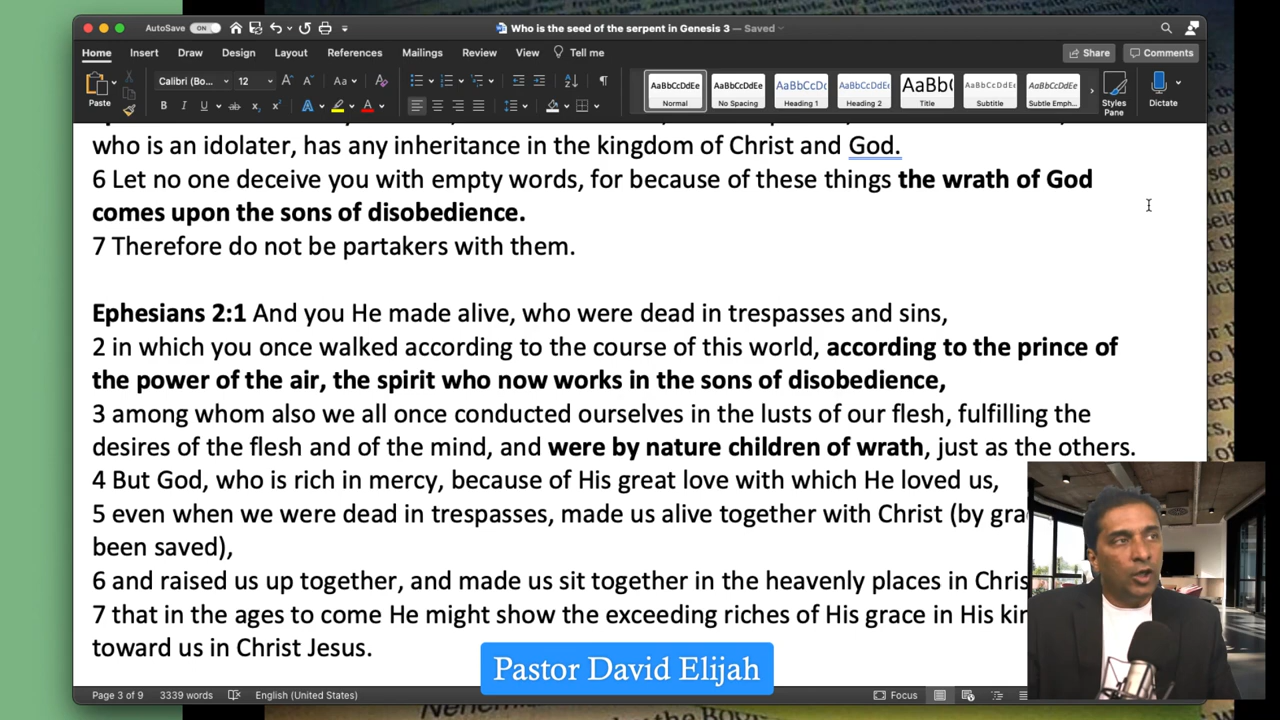 AutoSave ON Who is the seed of the serpent in Genesis 3 — Saved
Home Insert Draw Design Layout References Mailings Review View Tell me Share Comments
Paste Calibri (Bo... 12 Aa AaBbCcDdEe Normal AaBbCcDdEe No Spacing AaBbCcDc Heading 1 AaBbCcDdEe Heading 2 AaBbCcDc Title AaBbCcDdEe Subtitle AaBbCcDdEe Subtle Emph... Styles Pane Dictate
who is an idolater, has any inheritance in the kingdom of Christ and God.
6 Let no one deceive you with empty words, for because of these things the wrath of God
comes upon the sons of disobedience.
7 Therefore do not be partakers with them.
Ephesians 2:1 And you He made alive, who were dead in trespasses and sins,
2 in which you once walked according to the course of this world, according to the prince of
the power of the air, the spirit who now works in the sons of disobedience,
3 among whom also we all once conducted ourselves in the lusts of our flesh, fulfilling the
desires of the flesh and of the mind, and were by nature children of wrath, just as the others.
4 But God, who is rich in mercy, because of His great love with which He loved us,
5 even when we were dead in trespasses, made us alive together with Christ (by gra
been saved),
6 and raised us up together, and made us sit together in the heavenly places in Chris
7 that in the ages to come He might show the exceeding riches of His grace in His kin
toward us in Christ Jesus.
Pastor David Elijah
Page 3 of 9 3339 words English (United States) Focus